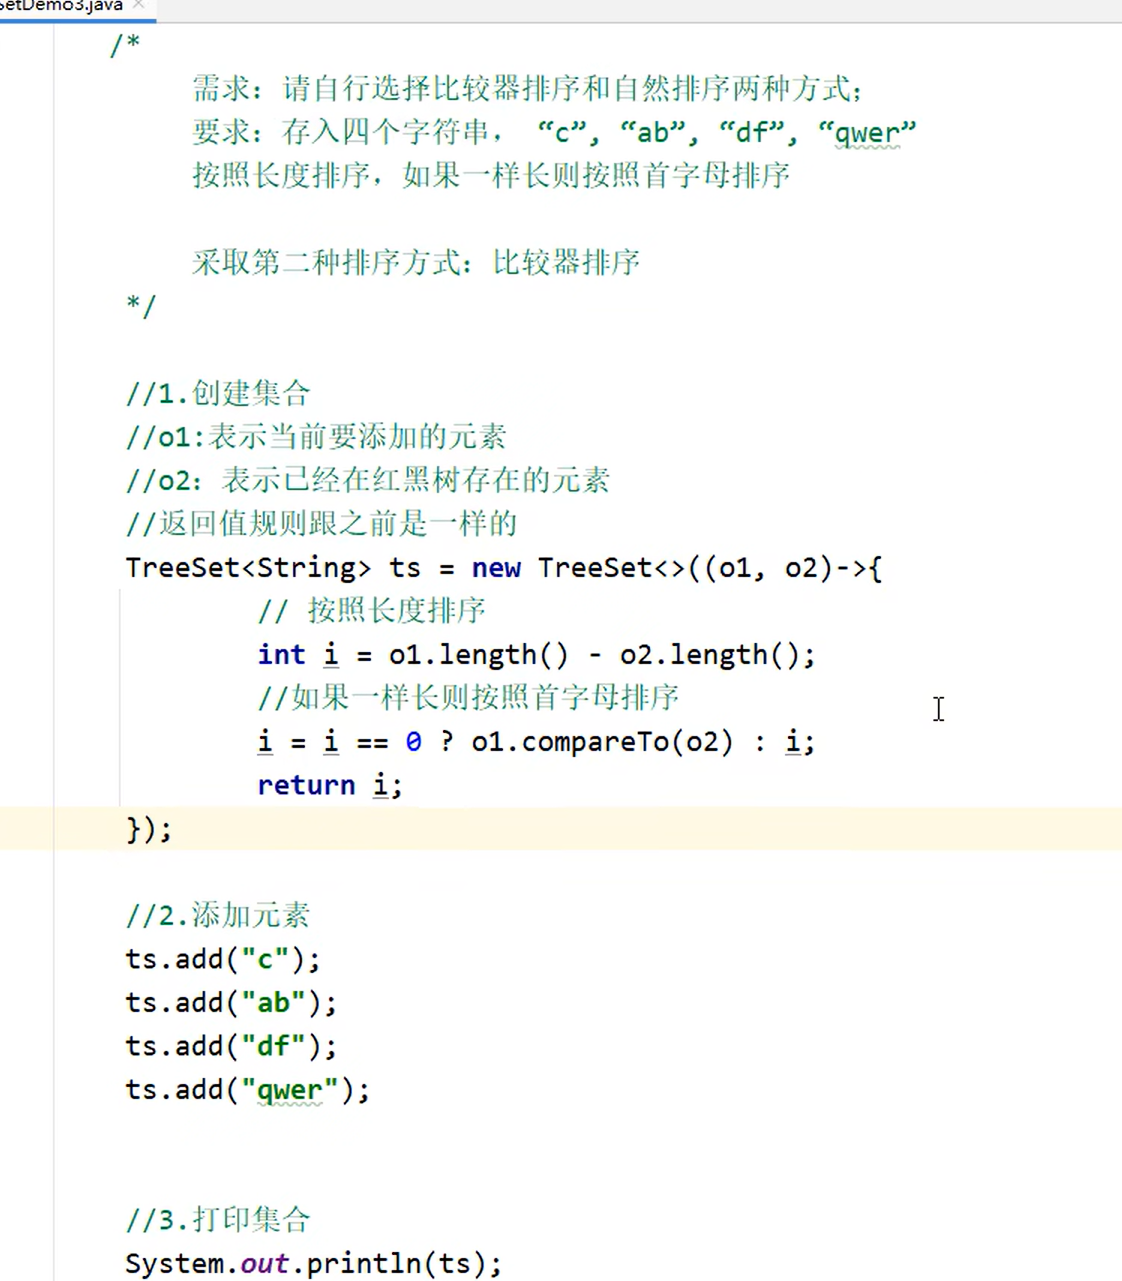 SetDemo3.java ×
/*
需求：请自行选择比较器排序和自然排序两种方式；
要求：存入四个字符串， “c”, “ab”, “df”, “qwer”
按照长度排序，如果一样长则按照首字母排序
采取第二种排序方式：比较器排序
*/
//1.创建集合
//o1:表示当前要添加的元素
//o2：表示已经在红黑树存在的元素
//返回值规则跟之前是一样的
TreeSet<String> ts = new TreeSet<>((o1, o2)->{
// 按照长度排序
int i = o1.length() - o2.length();
//如果一样长则按照首字母排序
i = i == 0 ? o1.compareTo(o2) : i;
return i;
});
//2.添加元素
ts.add("c");
ts.add("ab");
ts.add("df");
ts.add("qwer");
//3.打印集合
System.out.println(ts);